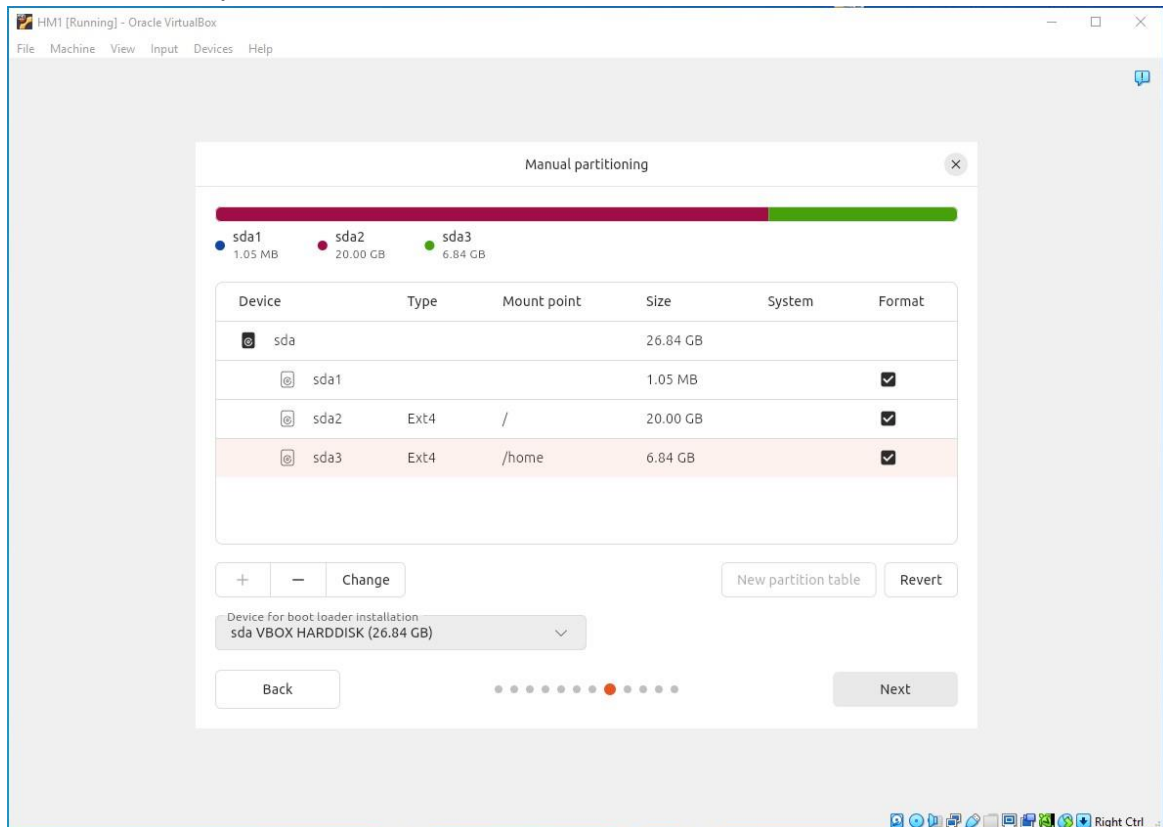 HM1 [Running] - Oracle VirtualBox
File Machine View Input Devices Help
Manual partitioning
sda1 sda2 sda3
1.05 MB 20.00 GB 6.84 GB
Device Type Mount point Size System Format
sda 26.84 GB
sda1 1.05 MB
sda2 Ext4 / 20.00 GB
sda3 Ext4 /home 6.84 GB
+ − Change New partition table Revert
Device for boot loader installation
sda VBOX HARDDISK (26.84 GB)
Back Next
Right Ctrl